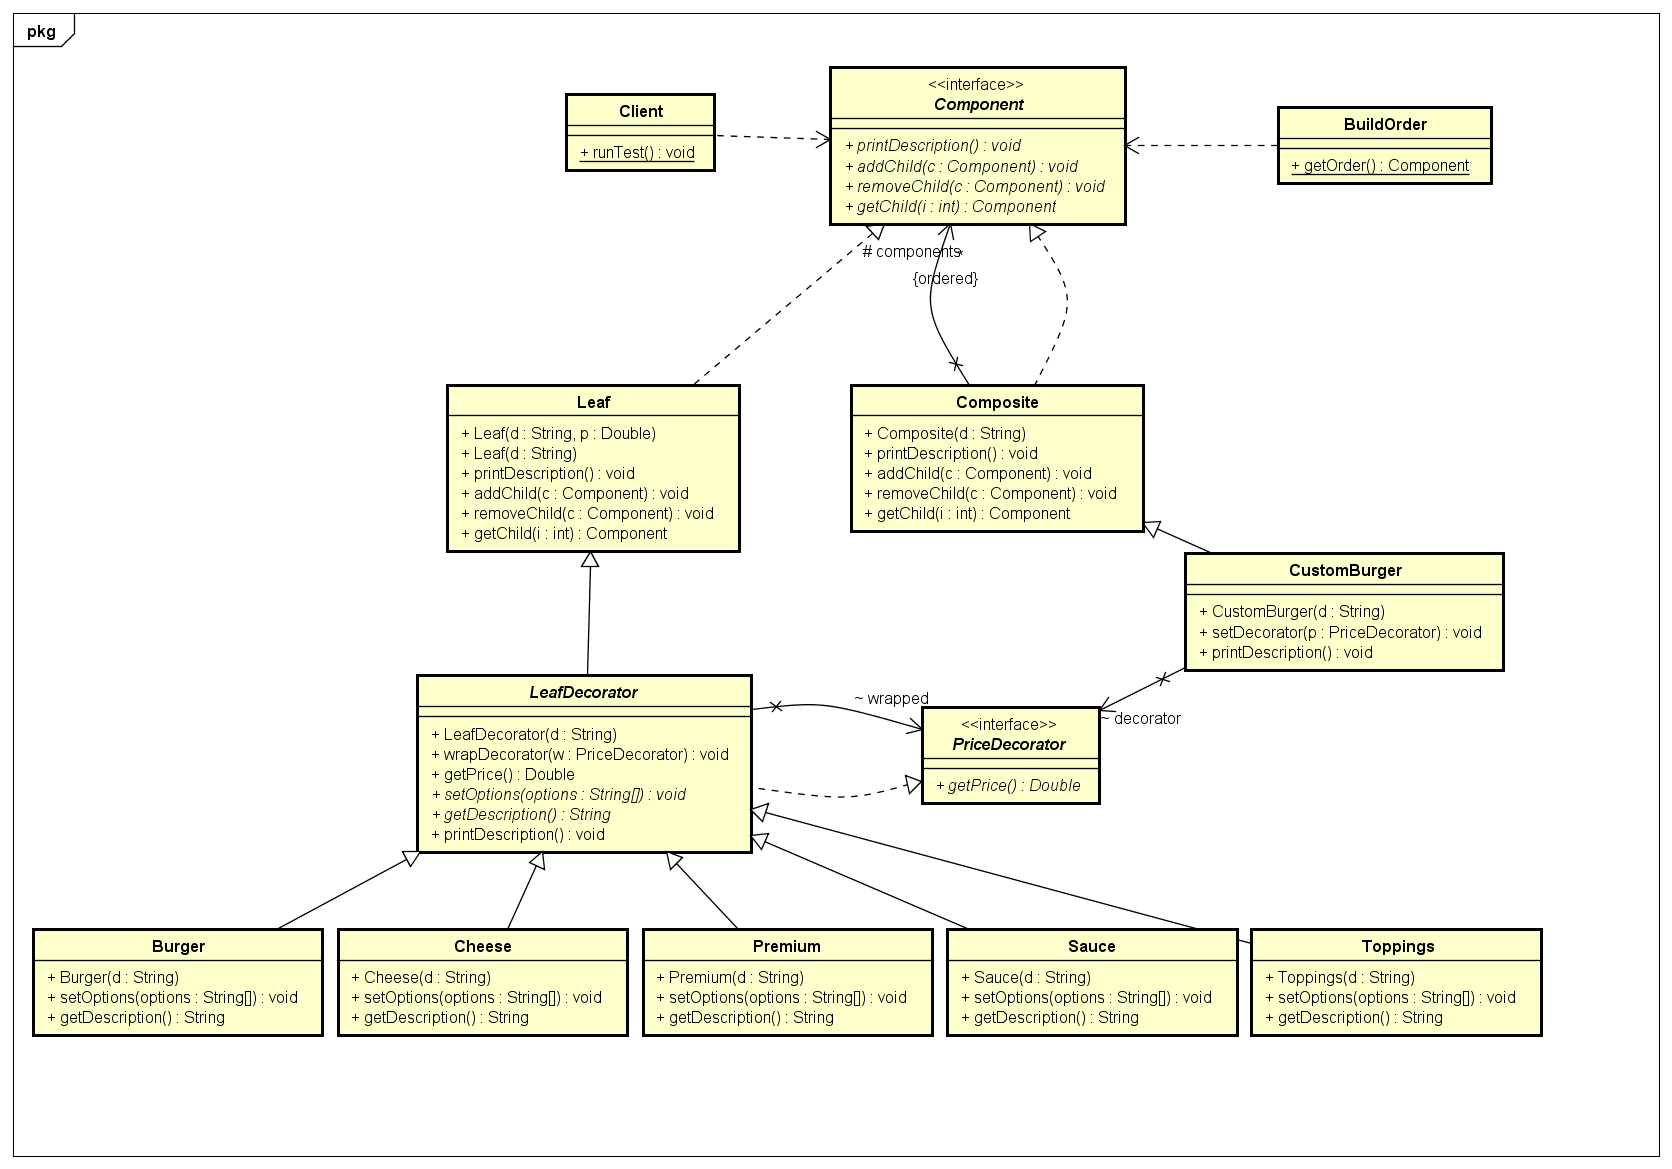 pkg
Client
+ runTest() : void
<<interface>>
Component
+ printDescription() : void
+ addChild(c : Component) : void
+ removeChild(c : Component) : void
+ getChild(i : int) : Component
BuildOrder
+ getOrder() : Component
# components
*
{ordered}
Leaf
+ Leaf(d : String, p : Double)
+ Leaf(d : String)
+ printDescription() : void
+ addChild(c : Component) : void
+ removeChild(c : Component) : void
+ getChild(i : int) : Component
Composite
+ Composite(d : String)
+ printDescription() : void
+ addChild(c : Component) : void
+ removeChild(c : Component) : void
+ getChild(i : int) : Component
CustomBurger
+ CustomBurger(d : String)
+ setDecorator(p : PriceDecorator) : void
+ printDescription() : void
LeafDecorator
+ LeafDecorator(d : String)
+ wrapDecorator(w : PriceDecorator) : void
+ getPrice() : Double
+ setOptions(options : String[]) : void
+ getDescription() : String
+ printDescription() : void
~ wrapped
~ decorator
<<interface>>
PriceDecorator
+ getPrice() : Double
Burger
+ Burger(d : String)
+ setOptions(options : String[]) : void
+ getDescription() : String
Cheese
+ Cheese(d : String)
+ setOptions(options : String[]) : void
+ getDescription() : String
Premium
+ Premium(d : String)
+ setOptions(options : String[]) : void
+ getDescription() : String
Sauce
+ Sauce(d : String)
+ setOptions(options : String[]) : void
+ getDescription() : String
Toppings
+ Toppings(d : String)
+ setOptions(options : String[]) : void
+ getDescription() : String